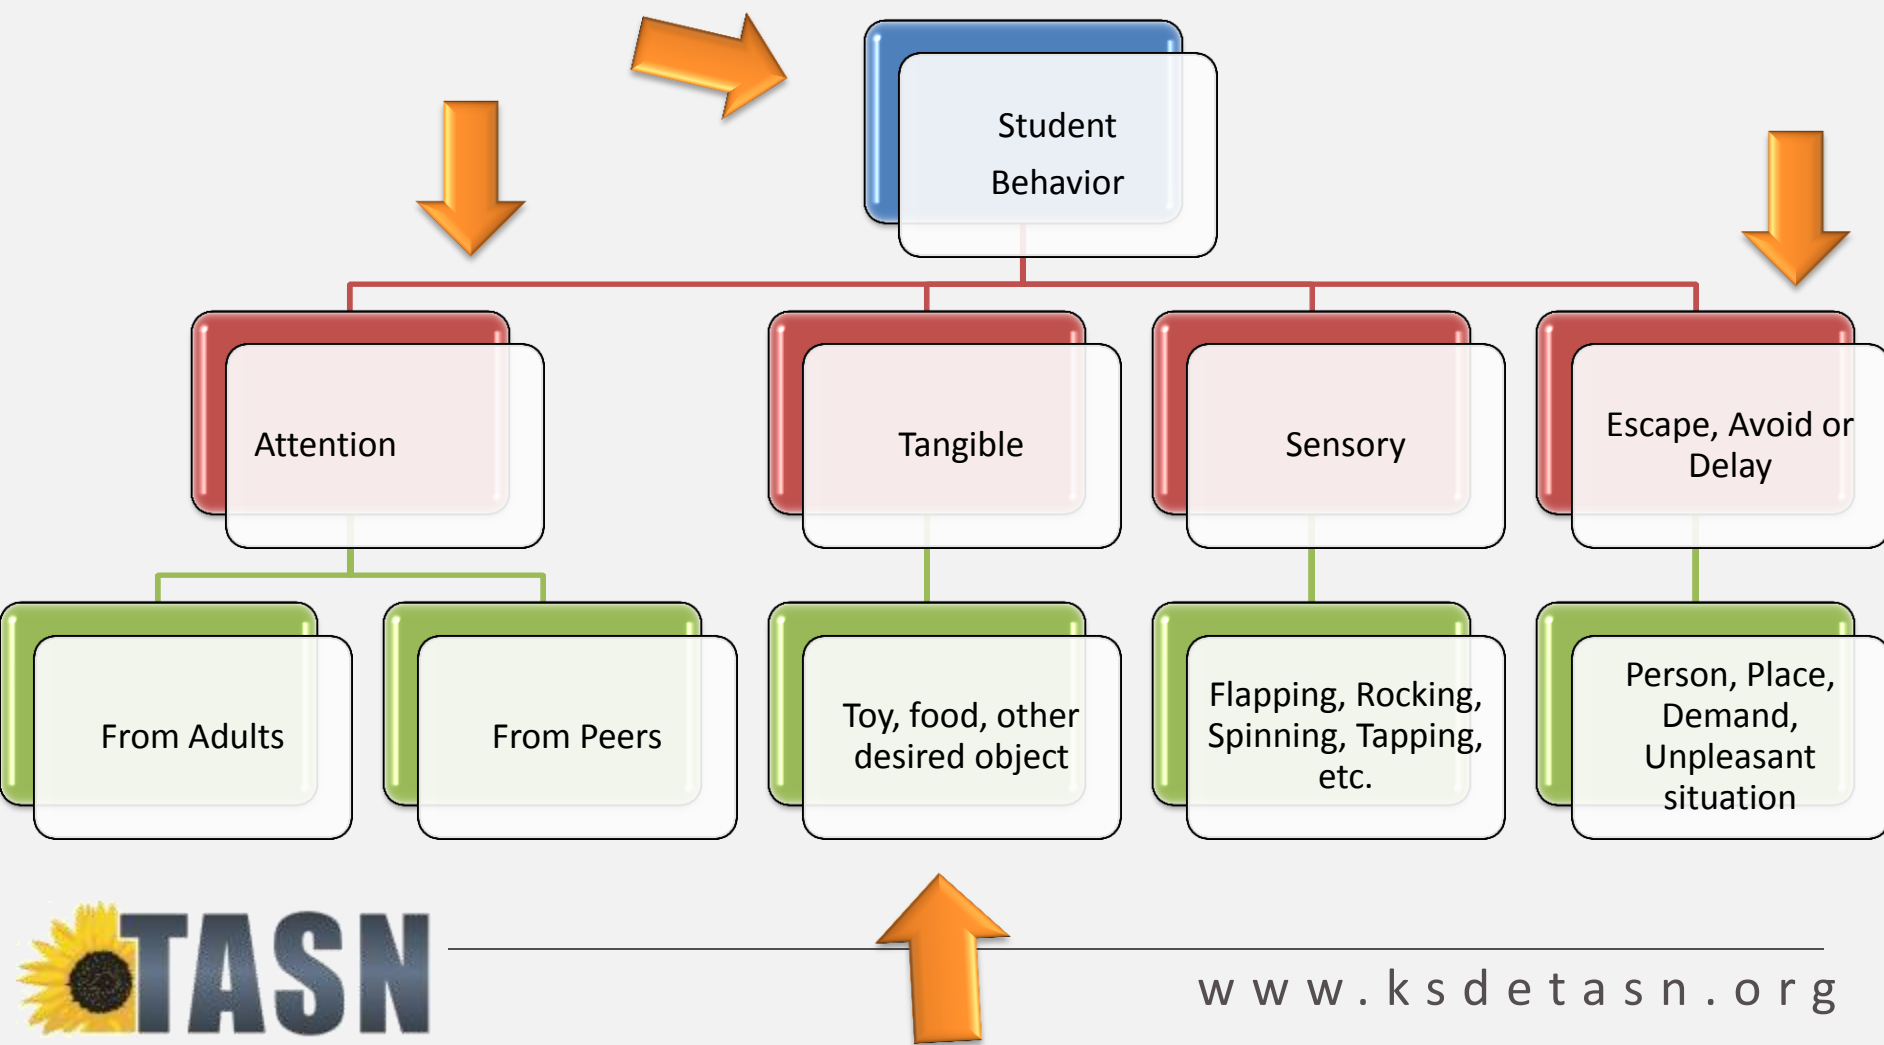 Student
Behavior
Attention
Tangible
Sensory
Escape, Avoid or
Delay
From Adults
From Peers
Toy, food, other
desired object
Flapping, Rocking,
Spinning, Tapping,
etc.
Person, Place,
Demand,
Unpleasant
situation
TASN
www.ksdetasn.org